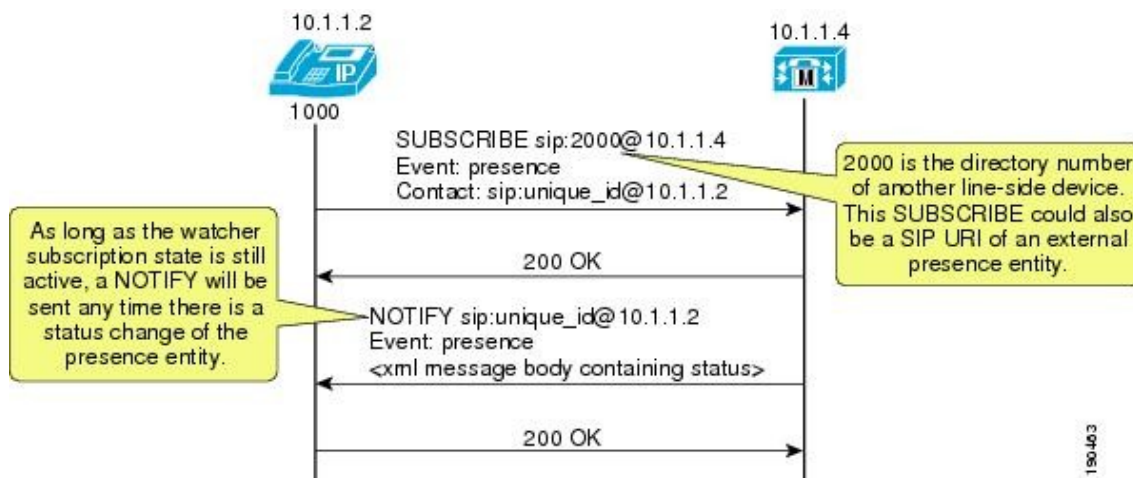 10.1.1.2
10.1.1.4
IP
M
1000
SUBSCRIBE sip:2000@10.1.1.4
Event: presence
Contact: sip:unique_id@10.1.1.2
2000 is the directory number
of another line-side device.
This SUBSCRIBE could also
be a SIP URI of an external
presence entity.
As long as the watcher
subscription state is still
active, a NOTIFY will be
sent any time there is a
status change of the
presence entity.
200 OK
NOTIFY sip:unique_id@10.1.1.2
Event: presence
<xml message body containing status>
200 OK
190463